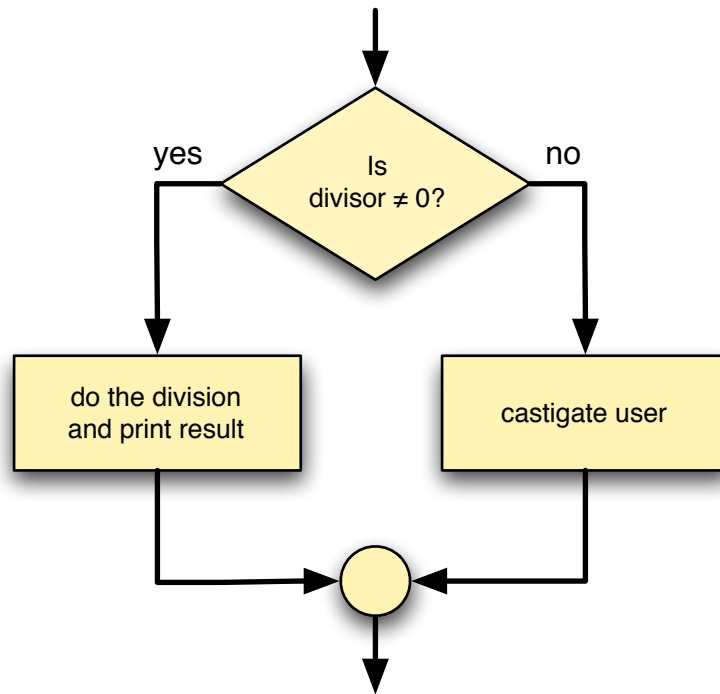 yes
no
Is
divisor ≠ 0?
do the division
and print result
castigate user